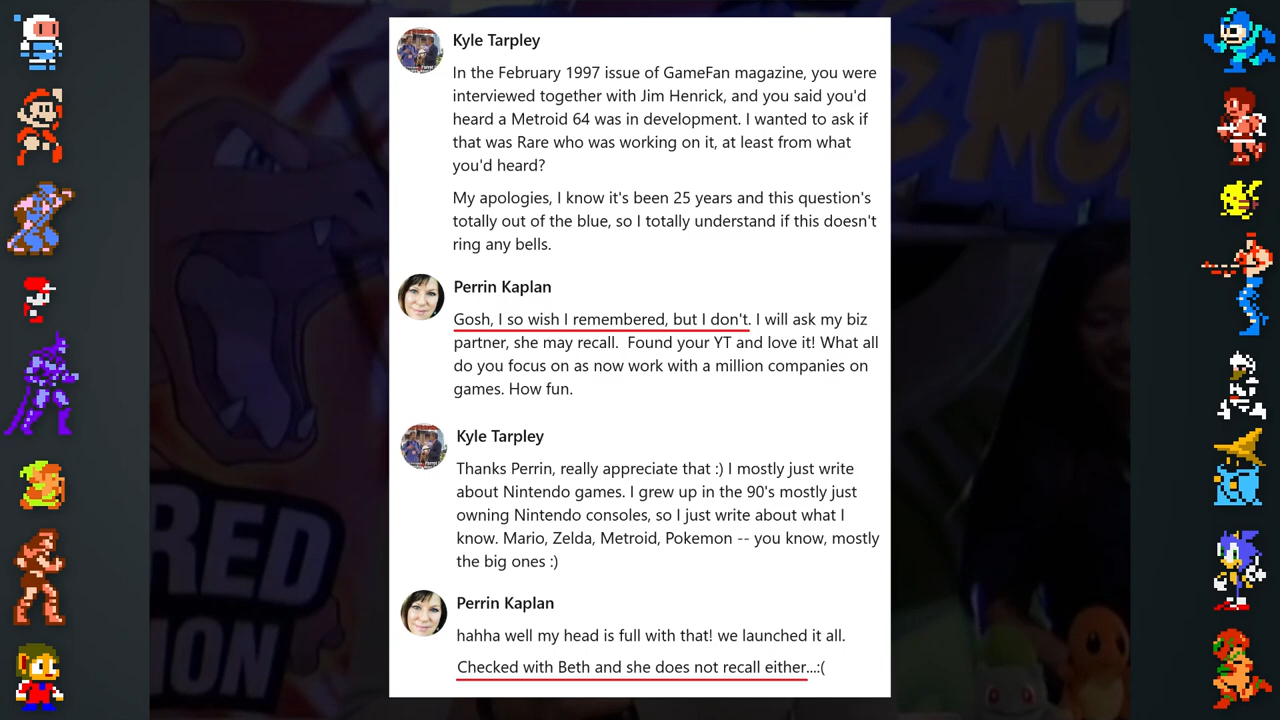 Kyle Tarpley
In the February 1997 issue of GameFan magazine, you were
interviewed together with Jim Henrick, and you said you'd
heard a Metroid 64 was in development. I wanted to ask if
that was Rare who was working on it, at least from what
you'd heard?
My apologies, I know it's been 25 years and this question's
totally out of the blue, so I totally understand if this doesn't
ring any bells.
Perrin Kaplan
Gosh, I so wish I remembered, but I don't. I will ask my biz
partner, she may recall.  Found your YT and love it! What all
do you focus on as now work with a million companies on
games. How fun.
Kyle Tarpley
Thanks Perrin, really appreciate that :) I mostly just write
about Nintendo games. I grew up in the 90's mostly just
owning Nintendo consoles, so I just write about what I
know. Mario, Zelda, Metroid, Pokemon -- you know, mostly
the big ones :)
Perrin Kaplan
hahha well my head is full with that! we launched it all.
Checked with Beth and she does not recall either...:(